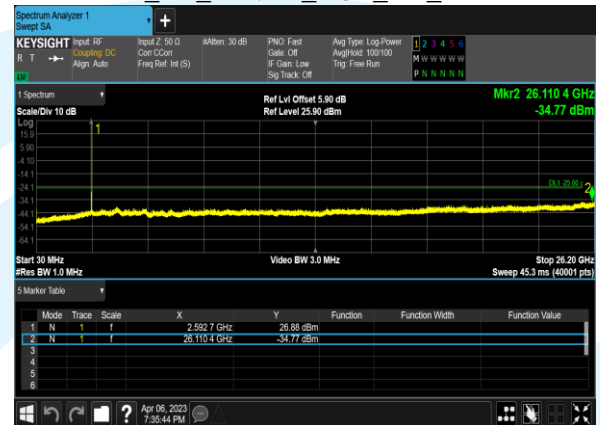 Spectrum Analyzer 1
Swept SA
+
KEYSIGHT Input: RF Input Z: 50 Ω #Atten: 30 dB PNO: Fast Avg Type: Log-Power 1 2 3 4 5 6
R T Coupling: DC Corr CCorr Gate: Off Avg|Hold: 100/100 M W W W W W
Align: Auto Freq Ref: Int (S) IF Gain: Low Trig: Free Run
Sig Track: Off P N N N N N
1 Spectrum Ref Lvl Offset 5.90 dB Mkr2 26.110 4 GHz
Scale/Div 10 dB Ref Level 25.90 dBm -34.77 dBm
Log
1
15.9
5.90
-4.10
-14.1
-24.1 DL1 -25.00 2
-34.1
-44.1
-54.1
-64.1
Start 30 MHz Video BW 3.0 MHz Stop 26.20 GHz
#Res BW 1.0 MHz Sweep 45.3 ms (40001 pts)
5 Marker Table
Mode Trace Scale X Y Function Function Width Function Value
1 N 1 f 2.592 7 GHz 26.88 dBm
2 N 1 f 26.110 4 GHz -34.77 dBm
3
4
5
6
? Apr 06, 2023
7:35:44 PM